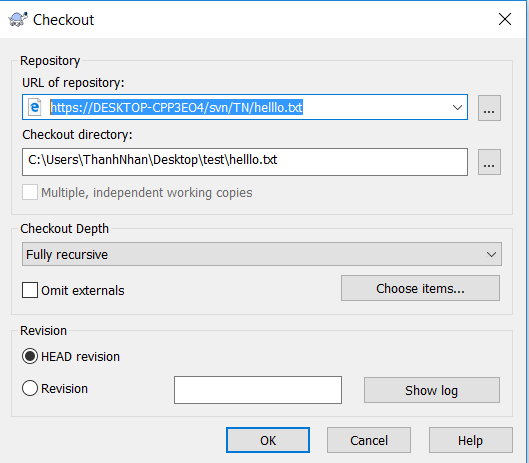 Checkout
Repository
URL of repository:
https://DESKTOP-CPP3EO4/svn/TN/helllo.txt
...
Checkout directory:
C:\Users\ThanhNhan\Desktop\test\helllo.txt
...
Multiple, independent working copies
Checkout Depth
Fully recursive
Omit externals
Choose items...
Revision
HEAD revision
Revision
Show log
OK
Cancel
Help